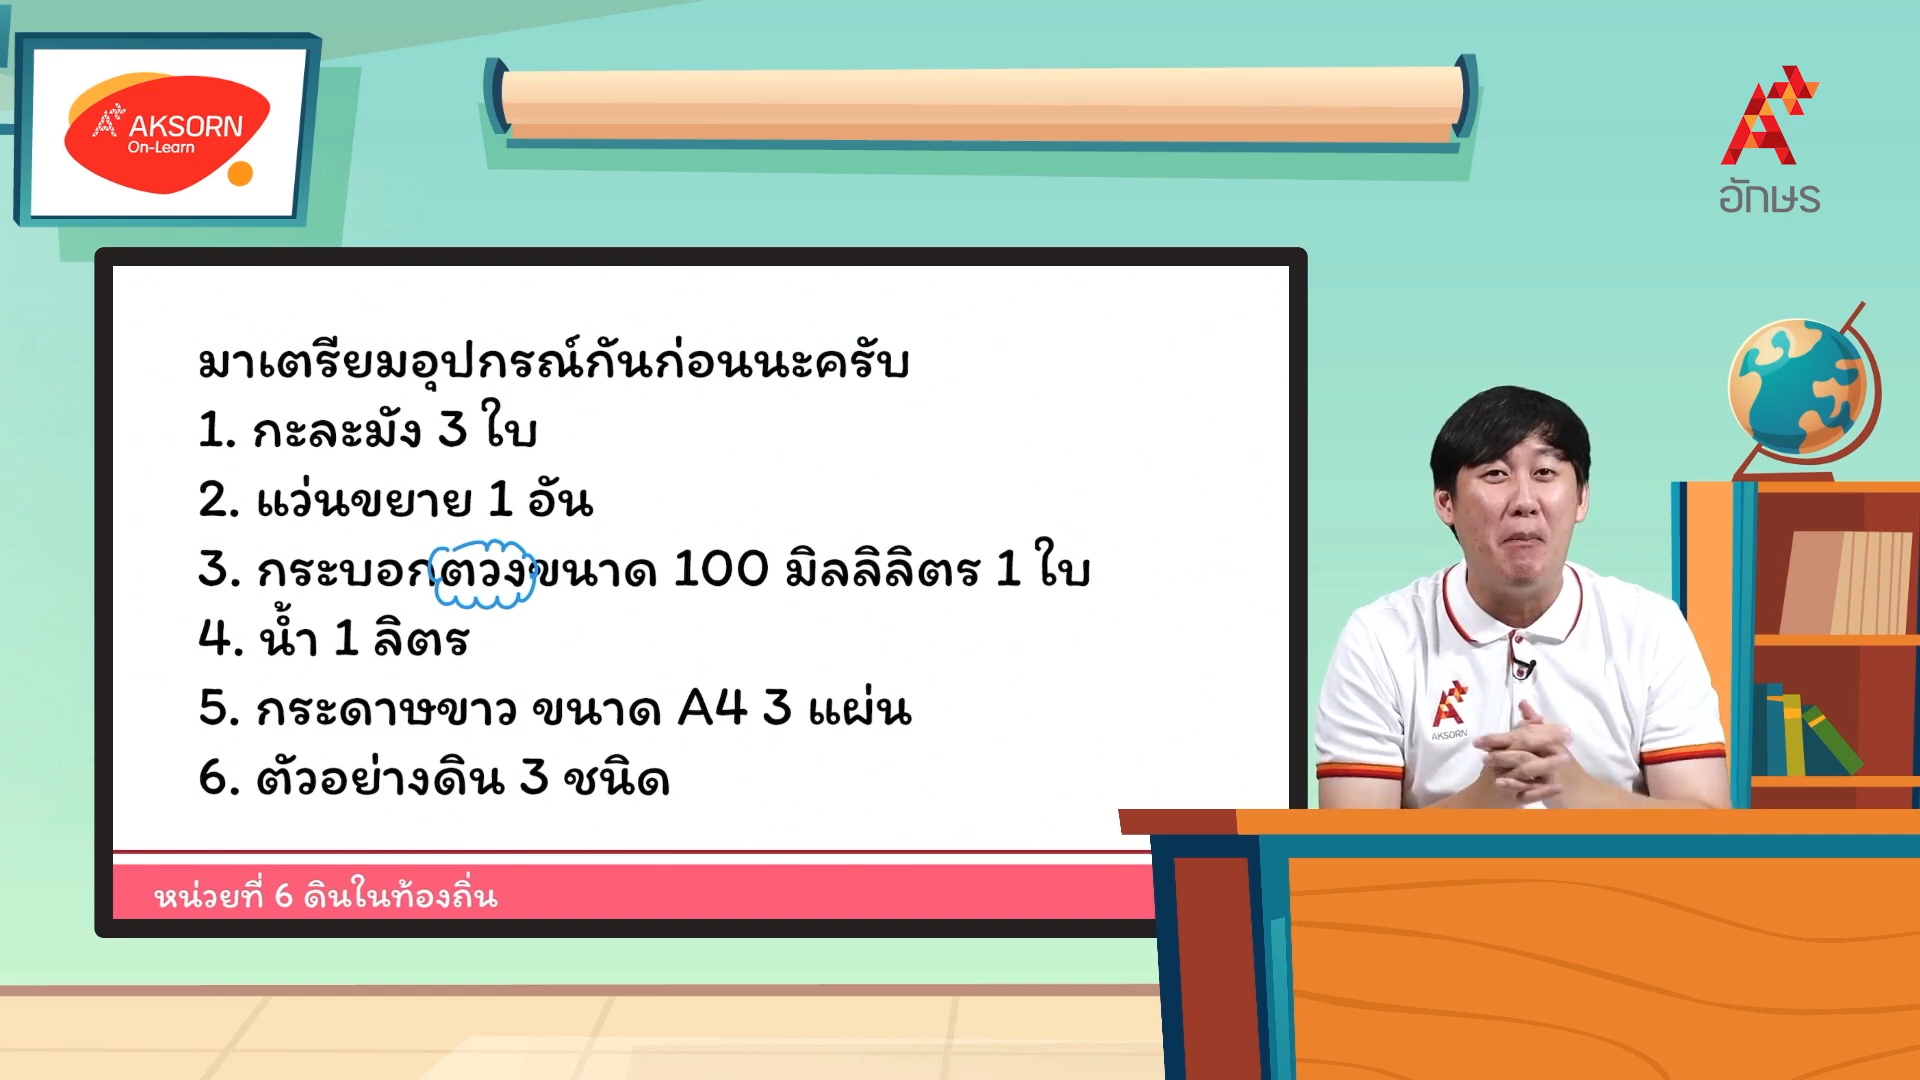 AKSORN
On-Learn
อักษร
มาเตรียมอุปกรณ์กันก่อนนะครับ
1. กะละมัง 3 ใบ
2. แว่นขยาย 1 อัน
3. กระบอกตวงขนาด 100 มิลลิลิตร 1 ใบ
4. น้ำ 1 ลิตร
5. กระดาษขาว ขนาด A4 3 แผ่น
6. ตัวอย่างดิน 3 ชนิด
AKSORN
หน่วยที่ 6 ดินในท้องถิ่น